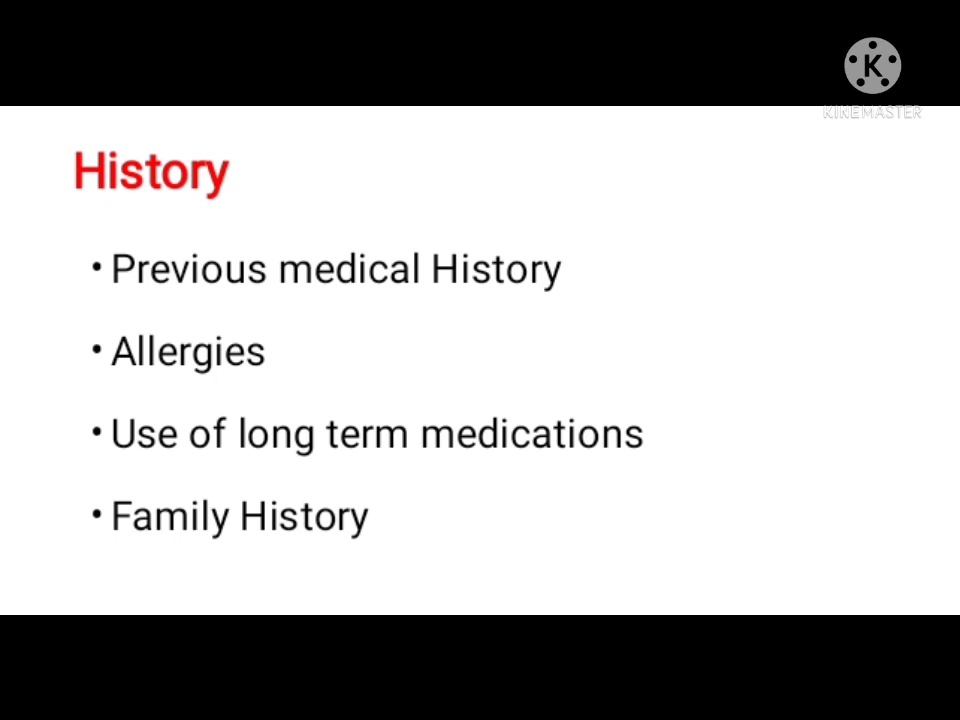 K
KINEMASTER
History
• Previous medical History
• Allergies
• Use of long term medications
• Family History